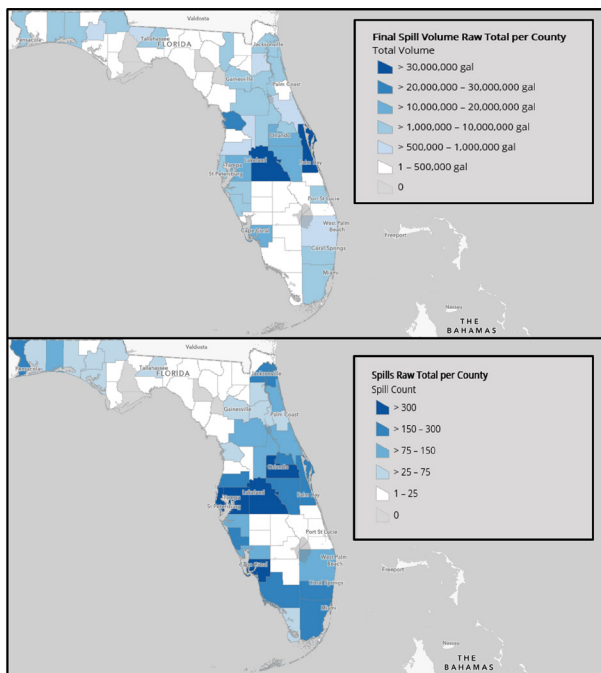 Valdosta
Pensacola
Tallahassee
FLORIDA
Jacksonville
Gainesville
Palm Coast
Orlando
Lakeland
Palm Bay
Tampa
St Petersburg
Port St Lucie
Cape Coral
West Palm
Beach
Coral Springs
Miami
Freeport
Nassau
THE
BAHAMAS
Final Spill Volume Raw Total per County
Total Volume
> 30,000,000 gal
> 20,000,000 – 30,000,000 gal
> 10,000,000 – 20,000,000 gal
> 1,000,000 – 10,000,000 gal
> 500,000 – 1,000,000 gal
1 – 500,000 gal
0
Valdosta
Pensacola
Tallahassee
FLORIDA
Jacksonville
Gainesville
Palm Coast
Orlando
Lakeland
Palm Bay
Tampa
St Petersburg
Port St Lucie
Cape Coral
West Palm
Beach
Coral Springs
Miami
Freeport
Nassau
THE
BAHAMAS
Spills Raw Total per County
Spill Count
> 300
> 150 – 300
> 75 – 150
> 25 – 75
1 – 25
0